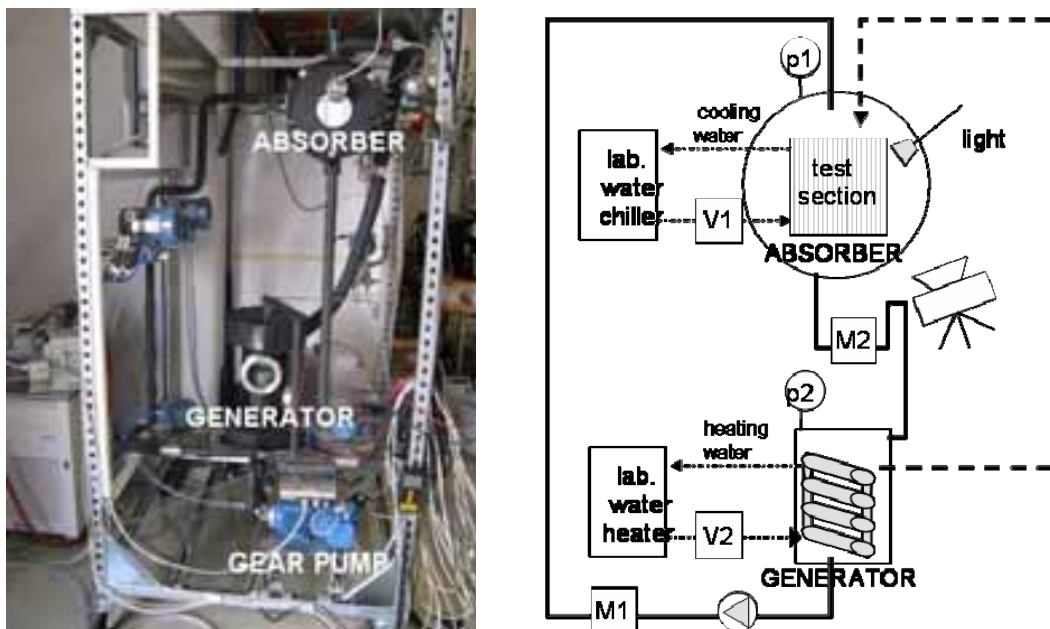 ABSORBER
GENERATOR
GEAR PUMP
p1
cooling
water
light
lab.
water
chiller
test
section
V1
ABSORBER
M2
p2
heating
water
lab.
water
heater
V2
GENERATOR
M1